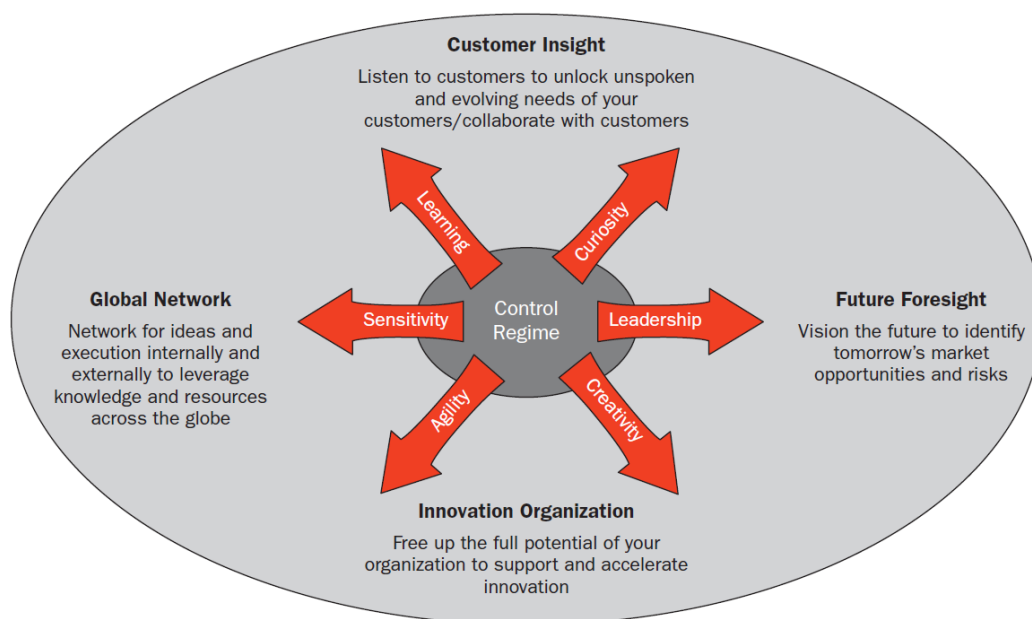 Customer Insight
Listen to customers to unlock unspoken
and evolving needs of your
customers/collaborate with customers
Learning
Curiosity
Global Network
Network for ideas and
execution internally and
externally to leverage
knowledge and resources
across the globe
Sensitivity
Control
Regime
Leadership
Future Foresight
Vision the future to identify
tomorrow's market
opportunities and risks
Agility
Creativity
Innovation Organization
Free up the full potential of your
organization to support and accelerate
innovation